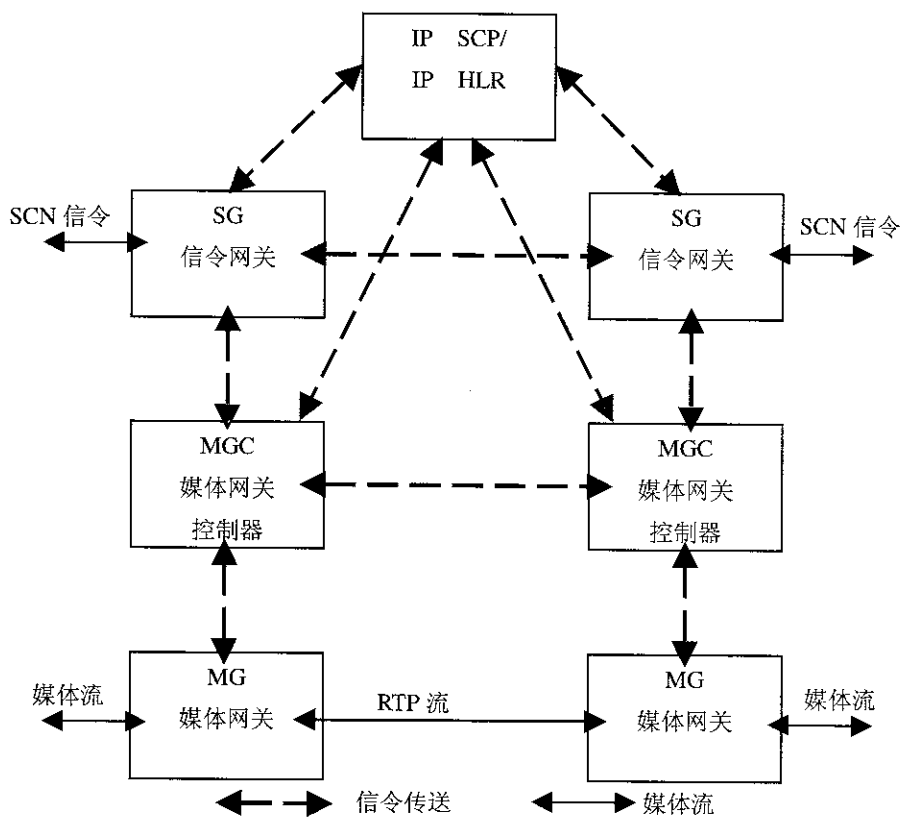 IP SCP/
IP HLR
SG
信令网关
SCN 信令
SG
信令网关
SCN 信令
MGC
媒体网关
控制器
MGC
媒体网关
控制器
MG
媒体网关
媒体流
RTP 流
MG
媒体网关
媒体流
信令传送
媒体流